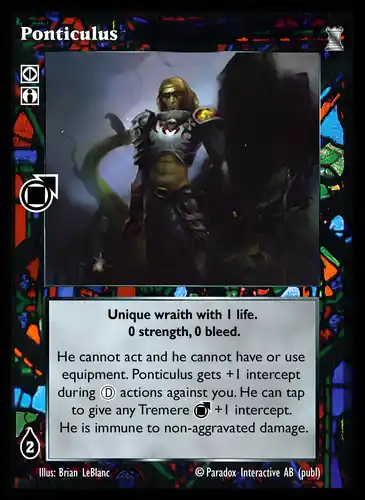 Ponticulus
Unique wraith with 1 life.
0 strength, 0 bleed.
He cannot act and he cannot have or use
equipment. Ponticulus gets +1 intercept
during D actions against you. He can tap
to give any Tremere +1 intercept.
He is immune to non-aggravated damage.
2
Illus: Brian LeBlanc © Paradox Interactive AB (publ)